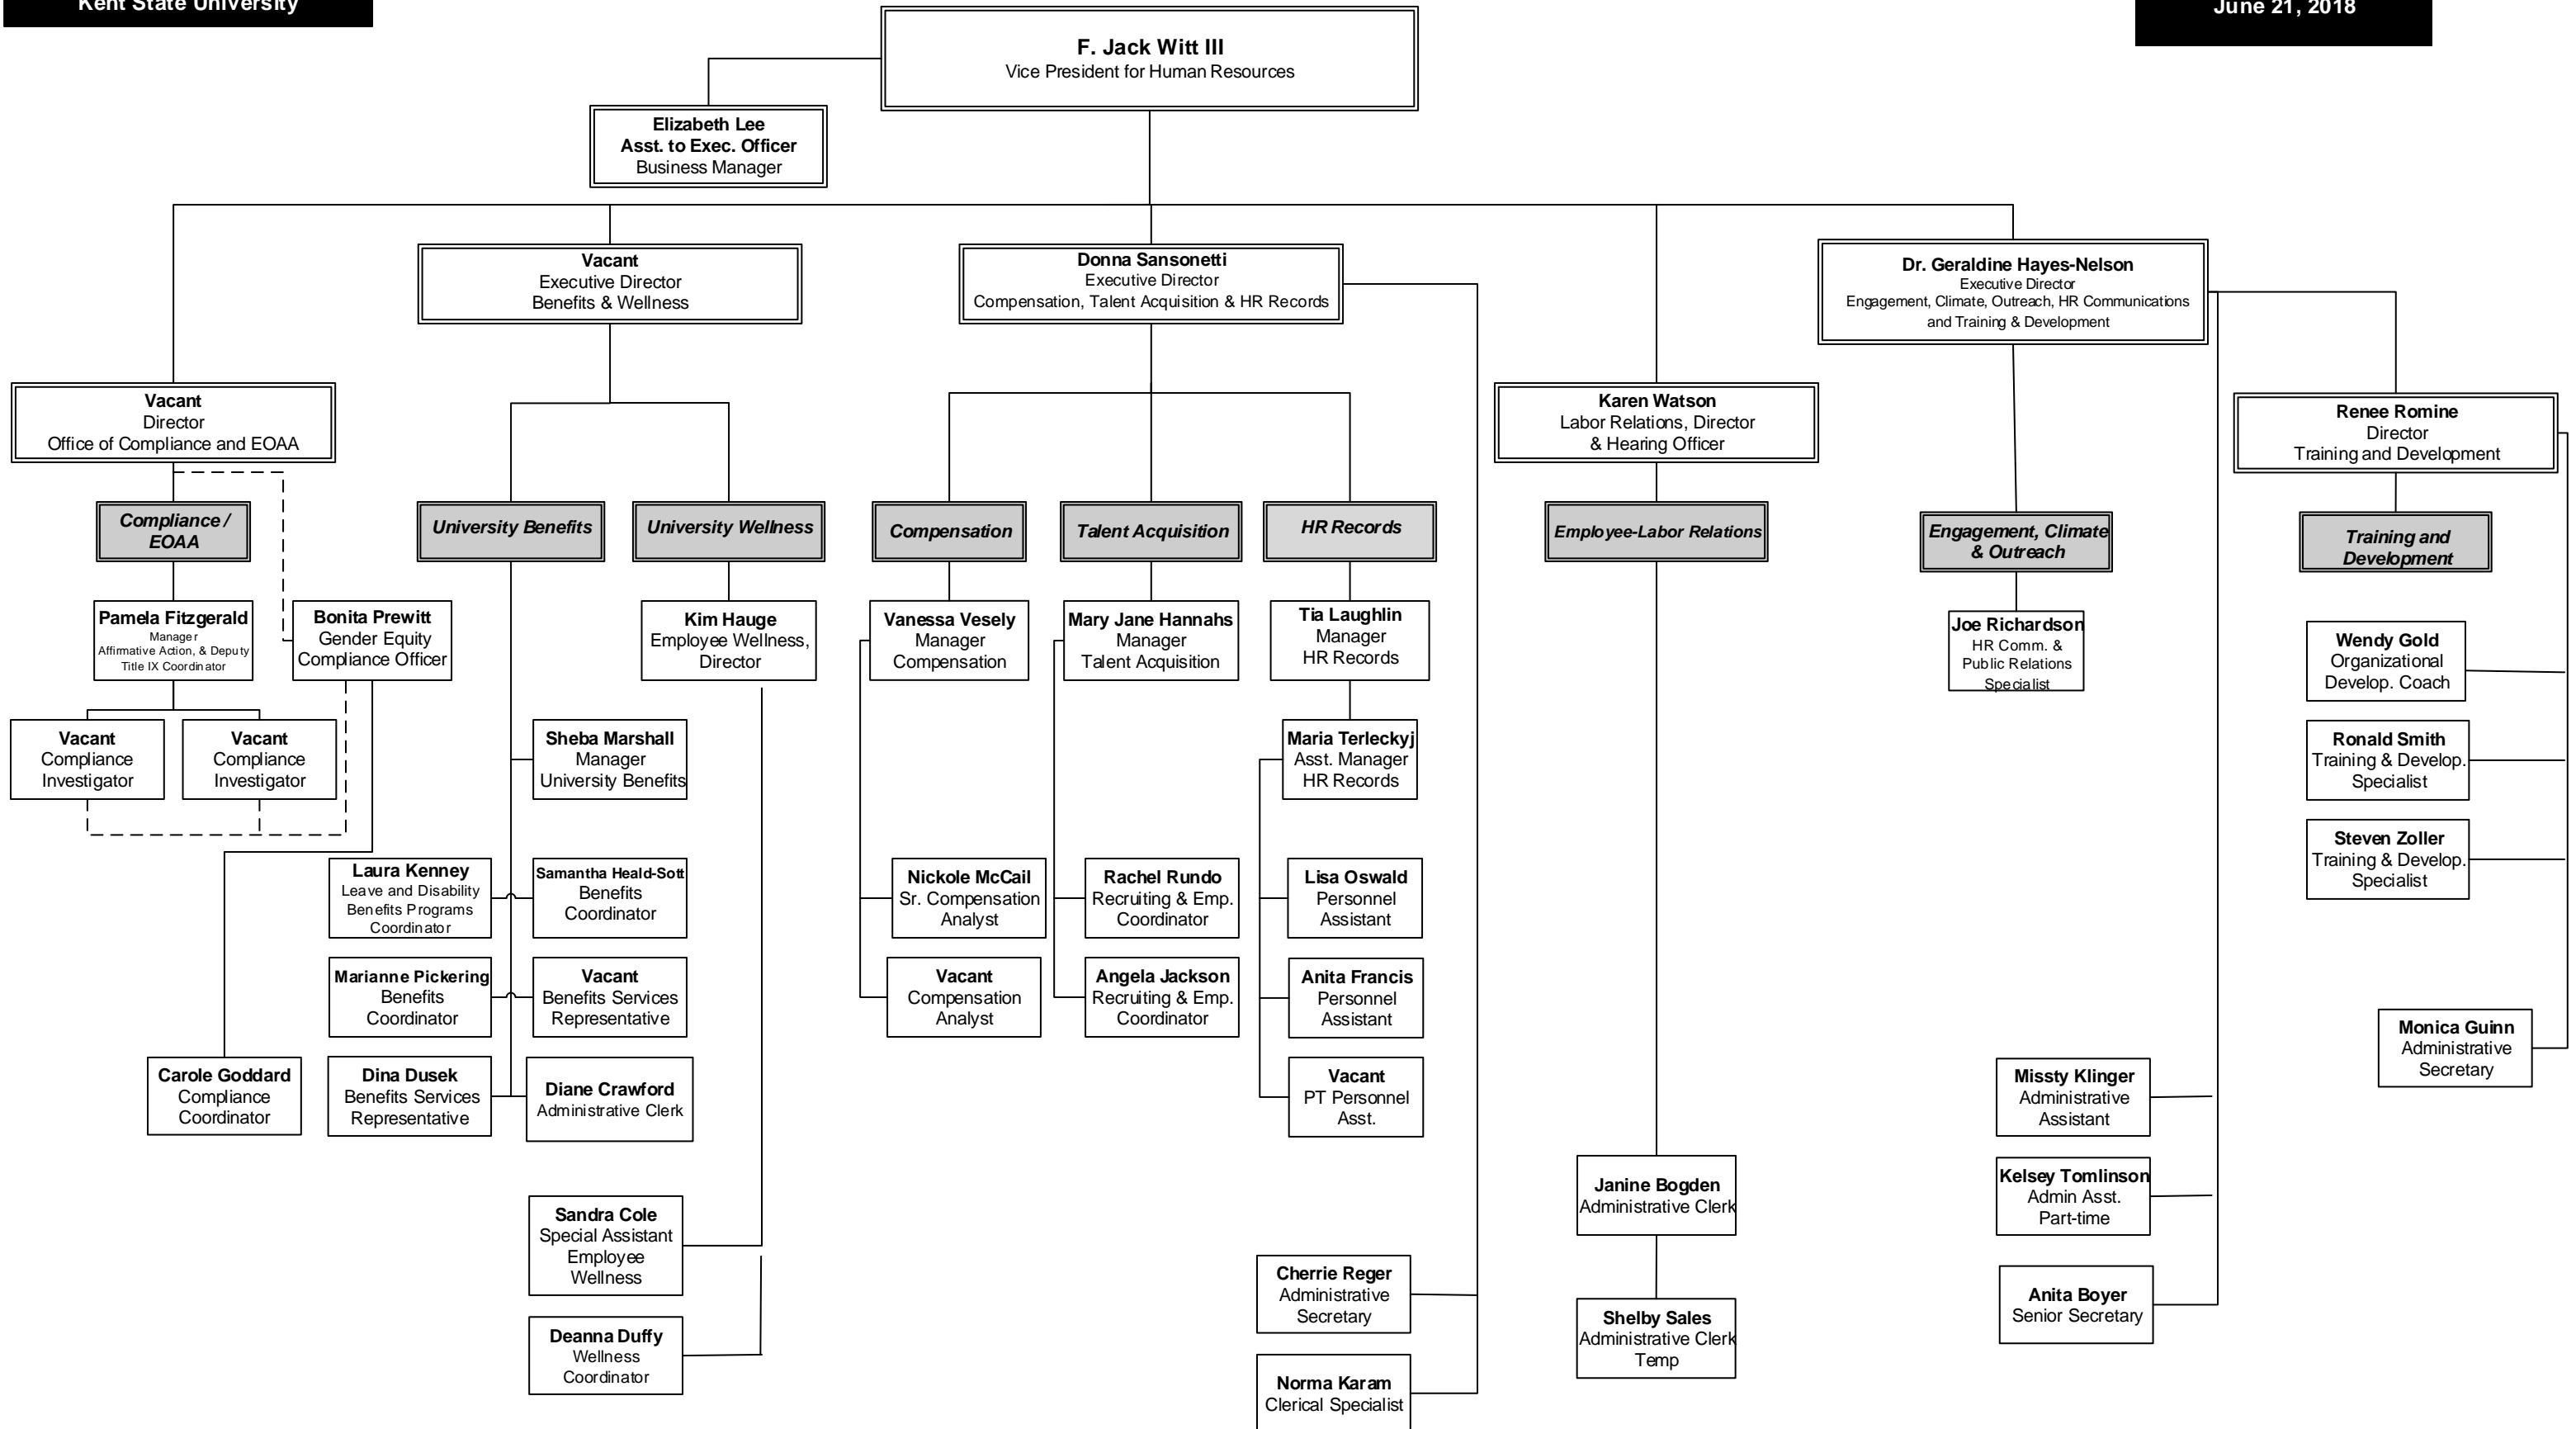 Kent State University
June 21, 2018
F. Jack Witt III
Vice President for Human Resources
Elizabeth Lee
Asst. to Exec. Officer
Business Manager
Vacant
Executive Director
Benefits & Wellness
Donna Sansonetti
Executive Director
Compensation, Talent Acquisition & HR Records
Dr. Geraldine Hayes-Nelson
Executive Director
Engagement, Climate, Outreach, HR Communications
and Training & Development
Vacant
Director
Office of Compliance and EOAA
Karen Watson
Labor Relations, Director
& Hearing Officer
Renee Romine
Director
Training and Development
Compliance /
EOAA
University Benefits
University Wellness
Compensation
Talent Acquisition
HR Records
Employee-Labor Relations
Engagement, Climate
& Outreach
Training and
Development
Pamela Fitzgerald
Manager
Affirmative Action, & Deputy
Title IX Coordinator
Bonita Prewitt
Gender Equity
Compliance Officer
Kim Hauge
Employee Wellness,
Director
Vanessa Vesely
Manager
Compensation
Mary Jane Hannahs
Manager
Talent Acquisition
Tia Laughlin
Manager
HR Records
Joe Richardson
HR Comm. &
Public Relations
Specialist
Wendy Gold
Organizational
Develop. Coach
Vacant
Compliance
Investigator
Vacant
Compliance
Investigator
Sheba Marshall
Manager
University Benefits
Maria Terleckyj
Asst. Manager
HR Records
Ronald Smith
Training & Develop.
Specialist
Steven Zoller
Training & Develop.
Specialist
Laura Kenney
Leave and Disability
Benefits Programs
Coordinator
Samantha Heald-Sott
Benefits
Coordinator
Nickole McCail
Sr. Compensation
Analyst
Rachel Rundo
Recruiting & Emp.
Coordinator
Lisa Oswald
Personnel
Assistant
Marianne Pickering
Benefits
Coordinator
Vacant
Benefits Services
Representative
Vacant
Compensation
Analyst
Angela Jackson
Recruiting & Emp.
Coordinator
Anita Francis
Personnel
Assistant
Monica Guinn
Administrative
Secretary
Carole Goddard
Compliance
Coordinator
Dina Dusek
Benefits Services
Representative
Diane Crawford
Administrative Clerk
Vacant
PT Personnel
Asst.
Missty Klinger
Administrative
Assistant
Janine Bogden
Administrative Clerk
Kelsey Tomlinson
Admin Asst.
Part-time
Sandra Cole
Special Assistant
Employee
Wellness
Cherrie Reger
Administrative
Secretary
Anita Boyer
Senior Secretary
Shelby Sales
Administrative Clerk
Temp
Deanna Duffy
Wellness
Coordinator
Norma Karam
Clerical Specialist